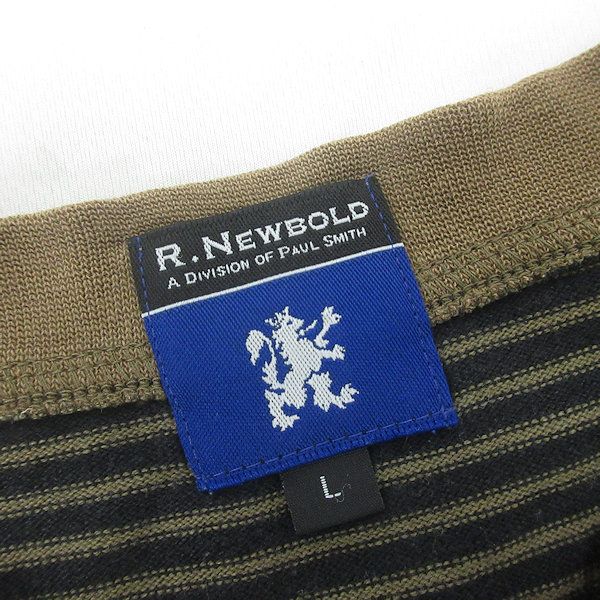 R. NEWBOLD
A DIVISION OF PAUL SMITH
L